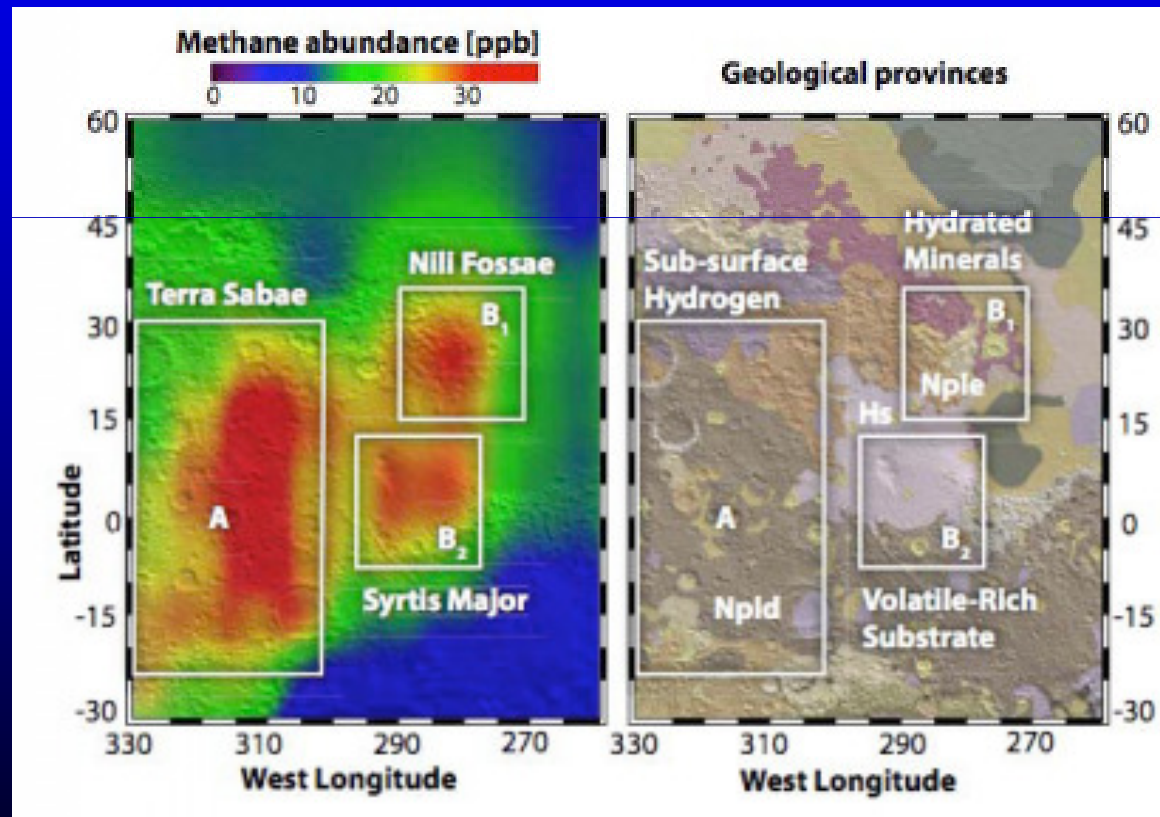 Methane abundance [ppb]
0 10 20 30
60
45
30
15
0
-15
-30
Latitude
330 310 290 270
West Longitude
Terra Sabae
Nili Fossae
B1
A
B2
Syrtis Major
Geological provinces
Hydrated
Minerals
Sub-surface
Hydrogen
B1
Nple
Hs
A
B2
Npld
Volatile-Rich
Substrate
60
45
30
15
0
-15
-30
330 310 290 270
West Longitude